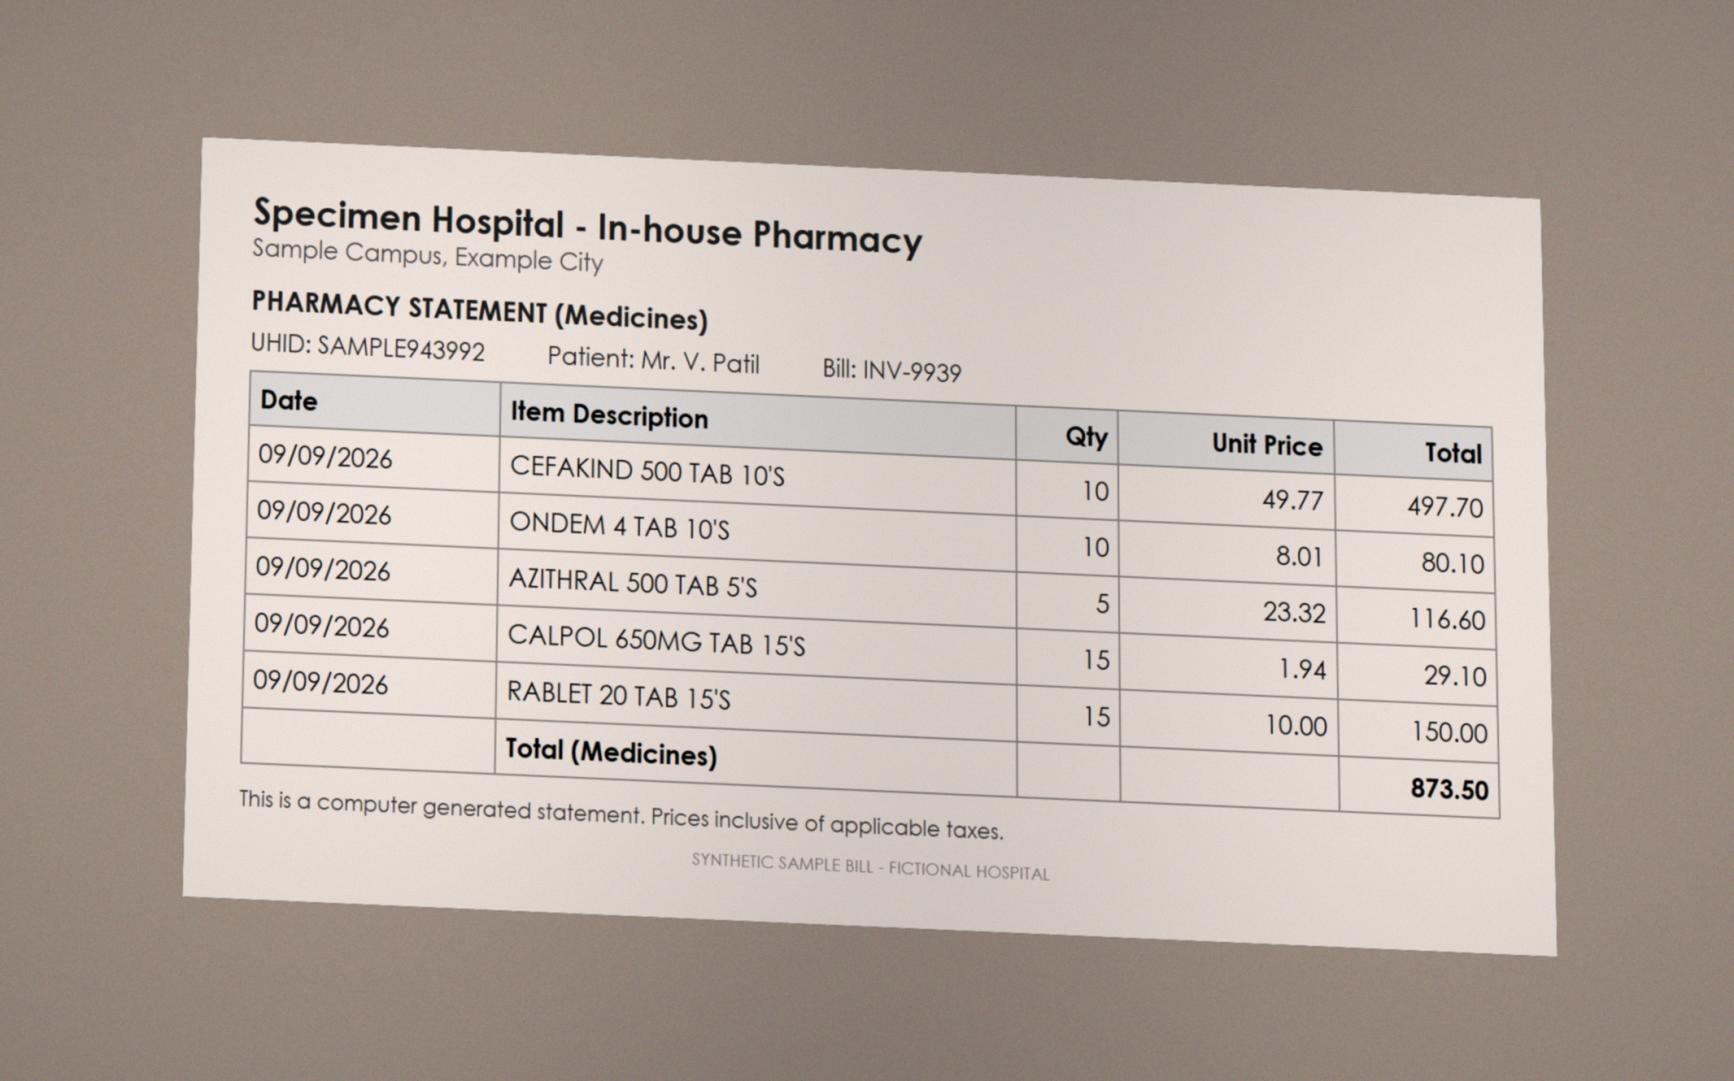 Specimen Hospital - In-house Pharmacy
Sample Campus, Example City
PHARMACY STATEMENT (Medicines)
UHID: SAMPLE943992 Patient: Mr. V. Patil Bill: INV-9939
Date Item Description Qty Unit Price Total
09/09/2026 CEFAKIND 500 TAB 10'S 10 49.77 497.70
09/09/2026 ONDEM 4 TAB 10'S 10 8.01 80.10
09/09/2026 AZITHRAL 500 TAB 5'S 5 23.32 116.60
09/09/2026 CALPOL 650MG TAB 15'S 15 1.94 29.10
09/09/2026 RABLET 20 TAB 15'S 15 10.00 150.00
Total (Medicines) 873.50
This is a computer generated statement. Prices inclusive of applicable taxes.
SYNTHETIC SAMPLE BILL - FICTIONAL HOSPITAL